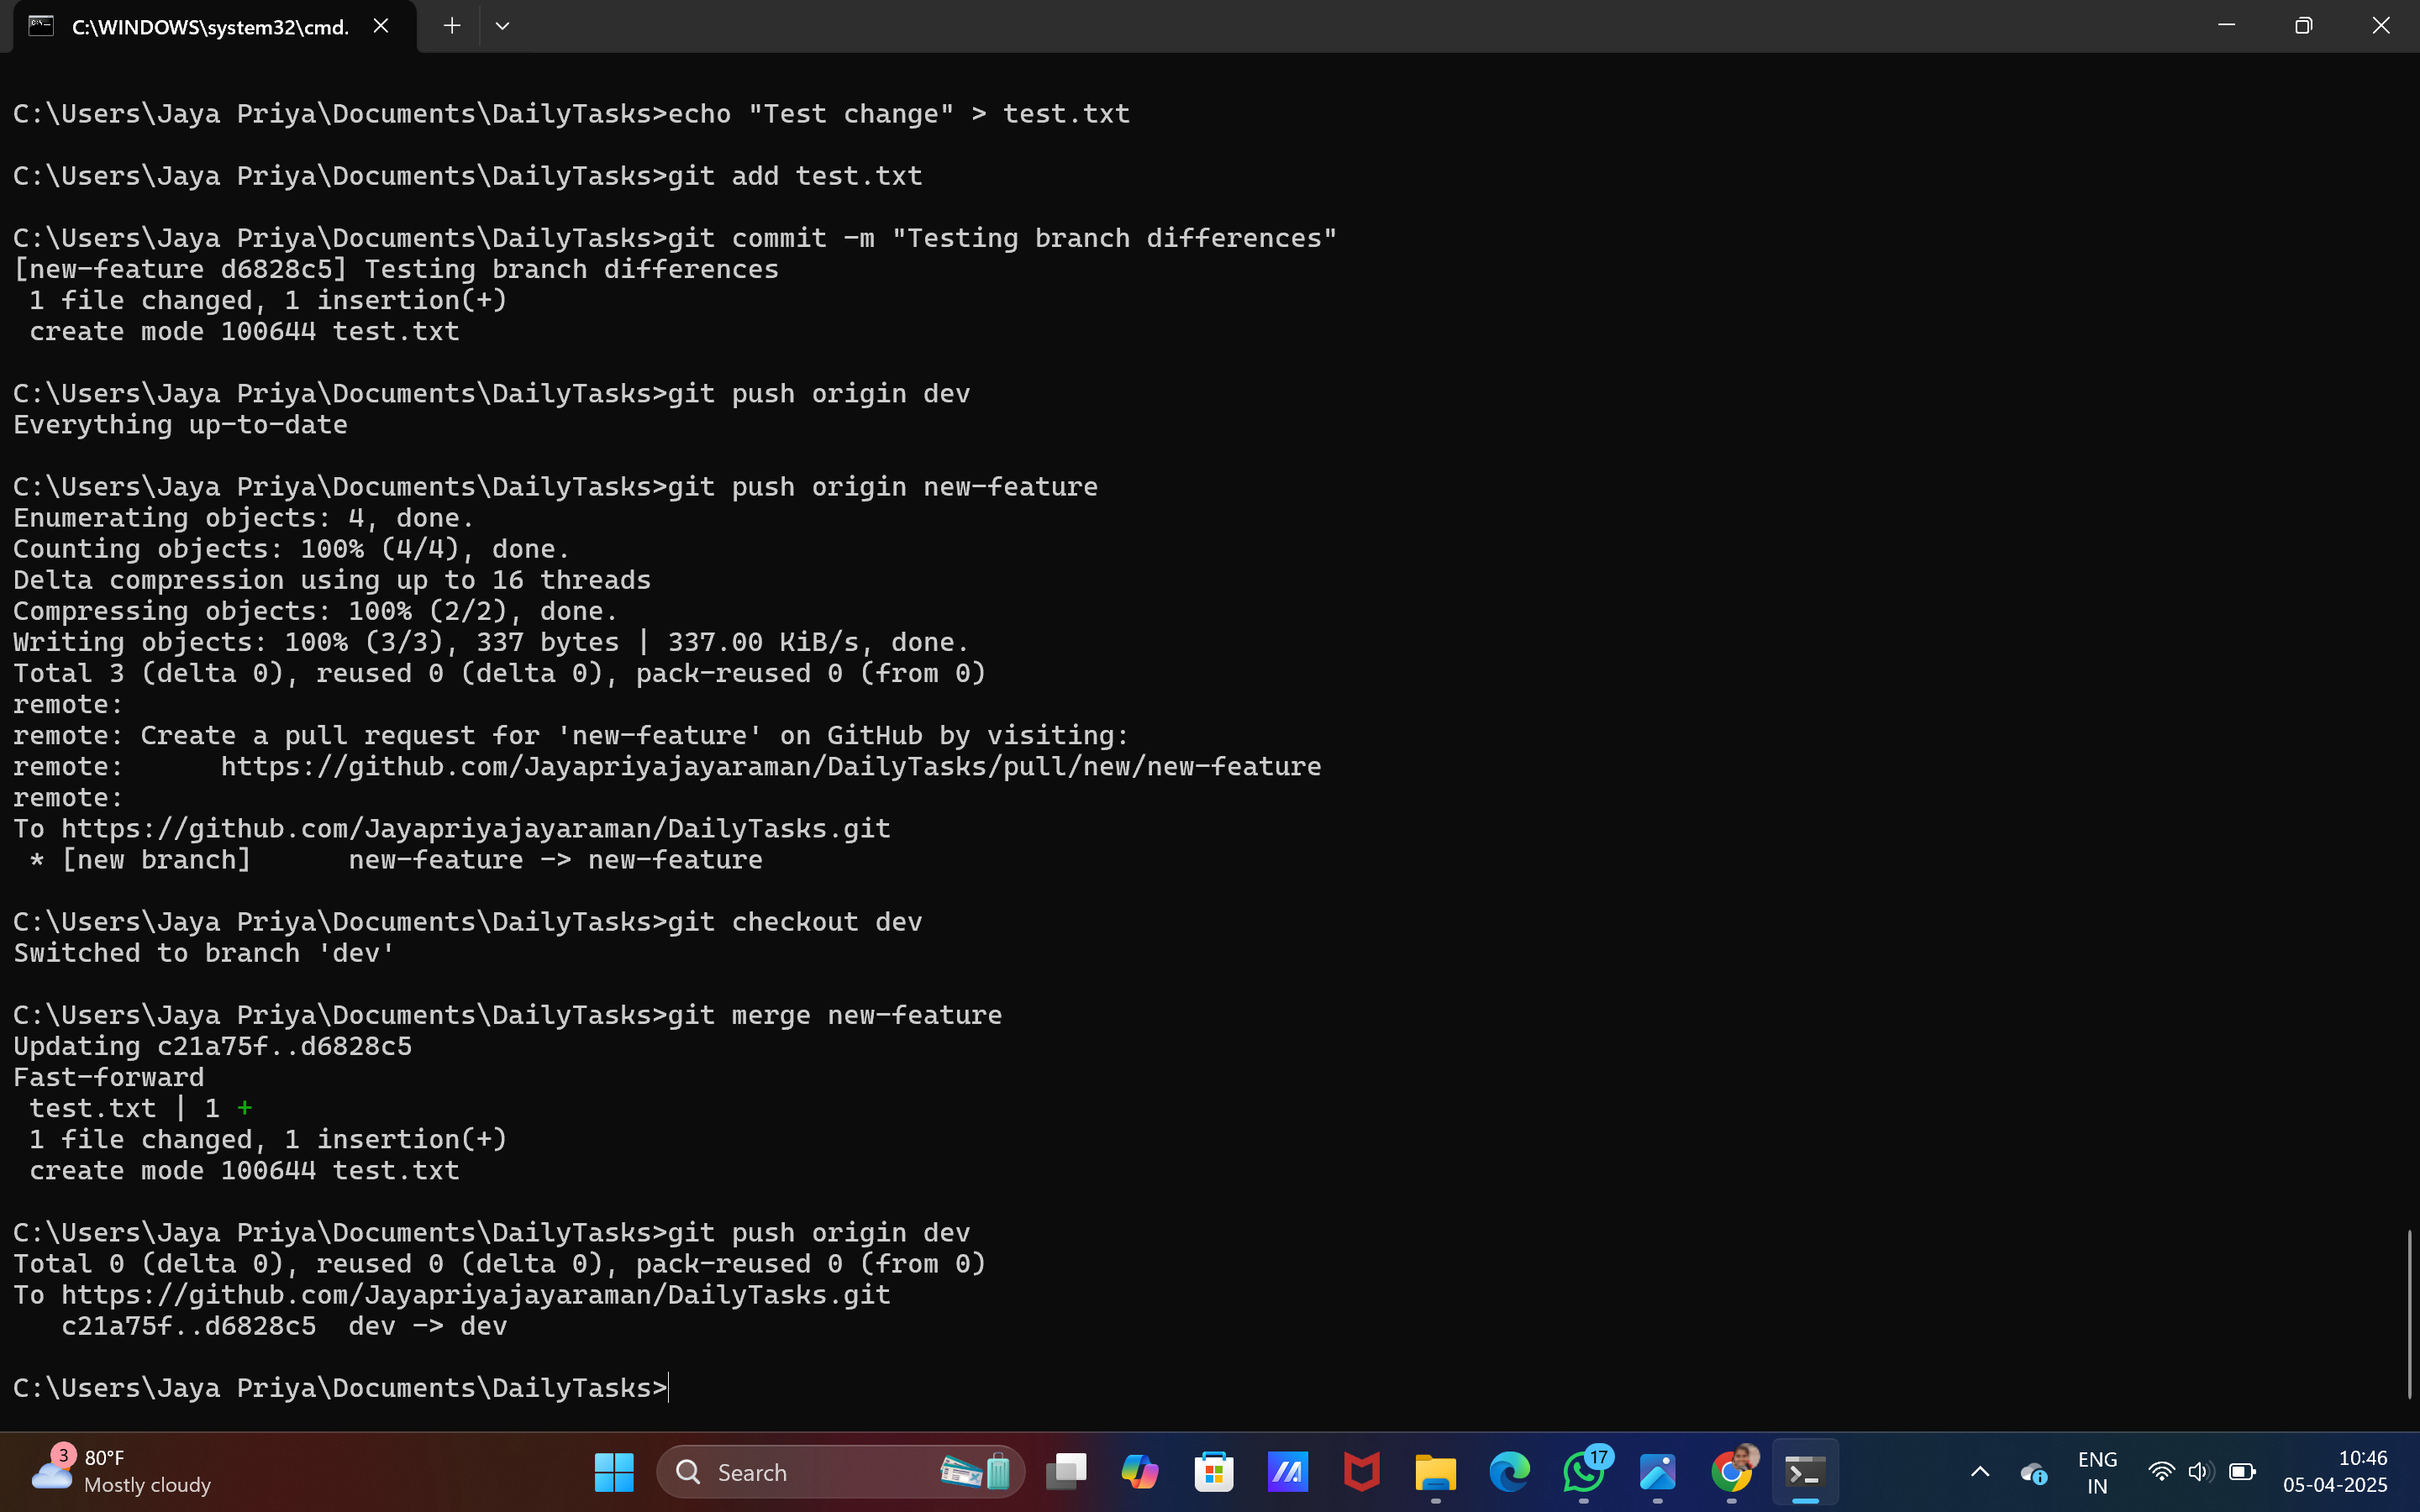 C:\WINDOWS\system32\cmd.
C:\Users\Jaya Priya\Documents\DailyTasks>echo "Test change" > test.txt
C:\Users\Jaya Priya\Documents\DailyTasks>git add test.txt
C:\Users\Jaya Priya\Documents\DailyTasks>git commit -m "Testing branch differences"
[new-feature d6828c5] Testing branch differences
 1 file changed, 1 insertion(+)
 create mode 100644 test.txt
C:\Users\Jaya Priya\Documents\DailyTasks>git push origin dev
Everything up-to-date
C:\Users\Jaya Priya\Documents\DailyTasks>git push origin new-feature
Enumerating objects: 4, done.
Counting objects: 100% (4/4), done.
Delta compression using up to 16 threads
Compressing objects: 100% (2/2), done.
Writing objects: 100% (3/3), 337 bytes | 337.00 KiB/s, done.
Total 3 (delta 0), reused 0 (delta 0), pack-reused 0 (from 0)
remote:
remote: Create a pull request for 'new-feature' on GitHub by visiting:
remote:      https://github.com/Jayapriyajayaraman/DailyTasks/pull/new/new-feature
remote:
To https://github.com/Jayapriyajayaraman/DailyTasks.git
 * [new branch]      new-feature -> new-feature
C:\Users\Jaya Priya\Documents\DailyTasks>git checkout dev
Switched to branch 'dev'
C:\Users\Jaya Priya\Documents\DailyTasks>git merge new-feature
Updating c21a75f..d6828c5
Fast-forward
 test.txt | 1 +
 1 file changed, 1 insertion(+)
 create mode 100644 test.txt
C:\Users\Jaya Priya\Documents\DailyTasks>git push origin dev
Total 0 (delta 0), reused 0 (delta 0), pack-reused 0 (from 0)
To https://github.com/Jayapriyajayaraman/DailyTasks.git
   c21a75f..d6828c5  dev -> dev
C:\Users\Jaya Priya\Documents\DailyTasks>
3
80°F
Mostly cloudy
Search
17
ENG
IN
10:46
05-04-2025